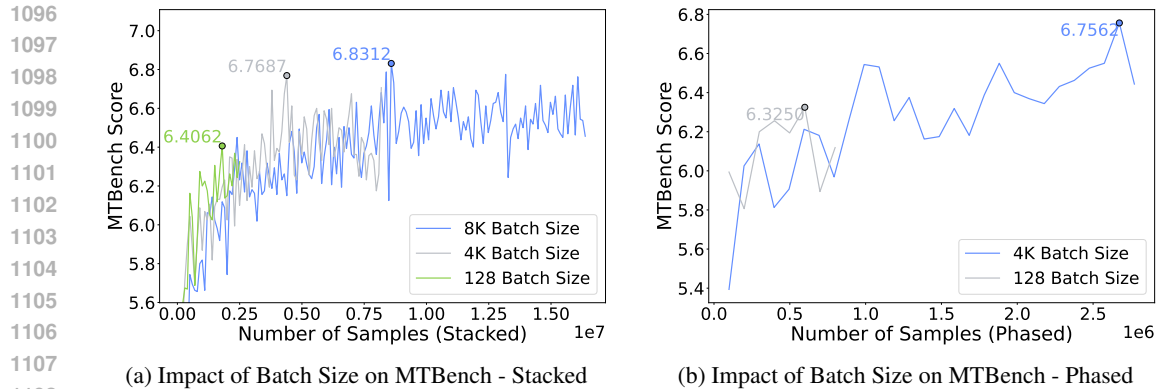 1096
1097
1098
1099
1100
1101
1102
1103
1104
1105
1106
1107
MTBench Score
7.0
6.8
6.6
6.4
6.2
6.0
5.8
5.6
6.4062
6.7687
6.8312
8K Batch Size
4K Batch Size
128 Batch Size
0.00 0.25 0.50 0.75 1.00 1.25 1.50
1e7
Number of Samples (Stacked)
(a) Impact of Batch Size on MTBench - Stacked
MTBench Score
6.8
6.6
6.4
6.2
6.0
5.8
5.6
5.4
6.3250
6.7562
4K Batch Size
128 Batch Size
0.0 0.5 1.0 1.5 2.0 2.5
1e6
Number of Samples (Phased)
(b) Impact of Batch Size on MTBench - Phased